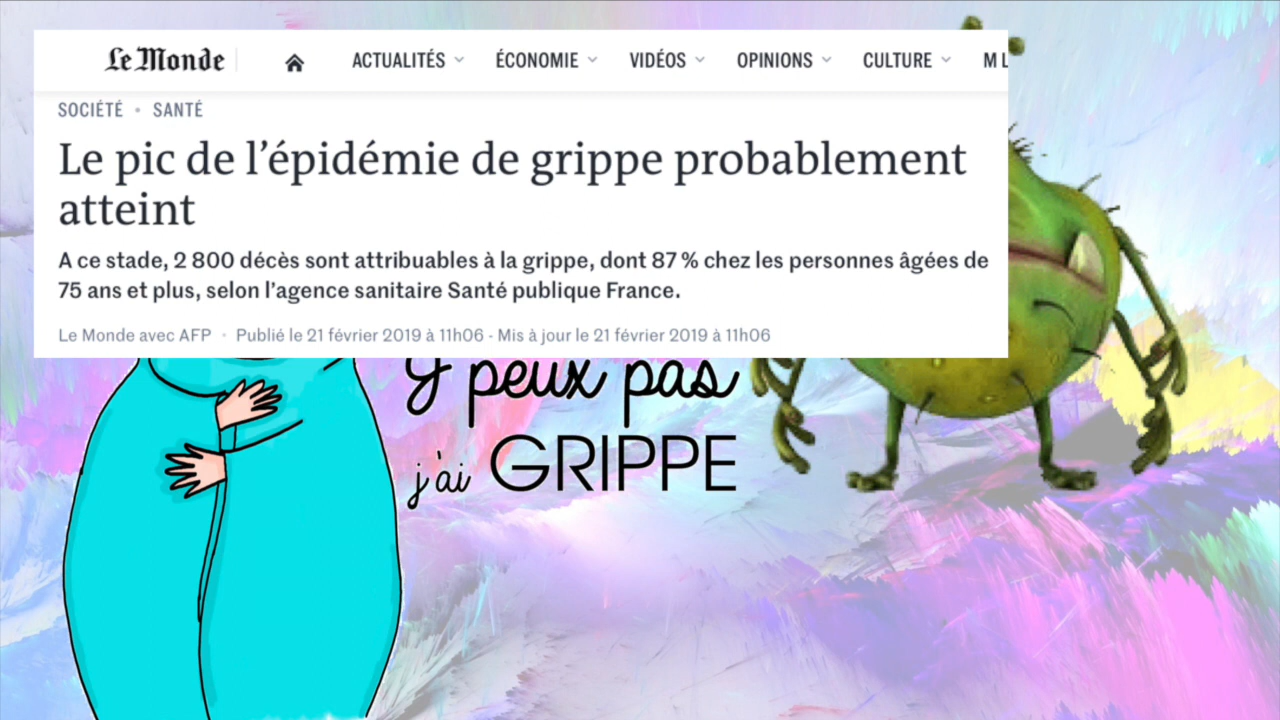 Le Monde
ACTUALITÉS ÉCONOMIE VIDÉOS OPINIONS CULTURE M L
SOCIÉTÉ • SANTÉ
Le pic de l’épidémie de grippe probablement
atteint
A ce stade, 2 800 décès sont attribuables à la grippe, dont 87 % chez les personnes âgées de
75 ans et plus, selon l’agence sanitaire Santé publique France.
Le Monde avec AFP • Publié le 21 février 2019 à 11h06 - Mis à jour le 21 février 2019 à 11h06
peux pas
j'ai GRIPPE